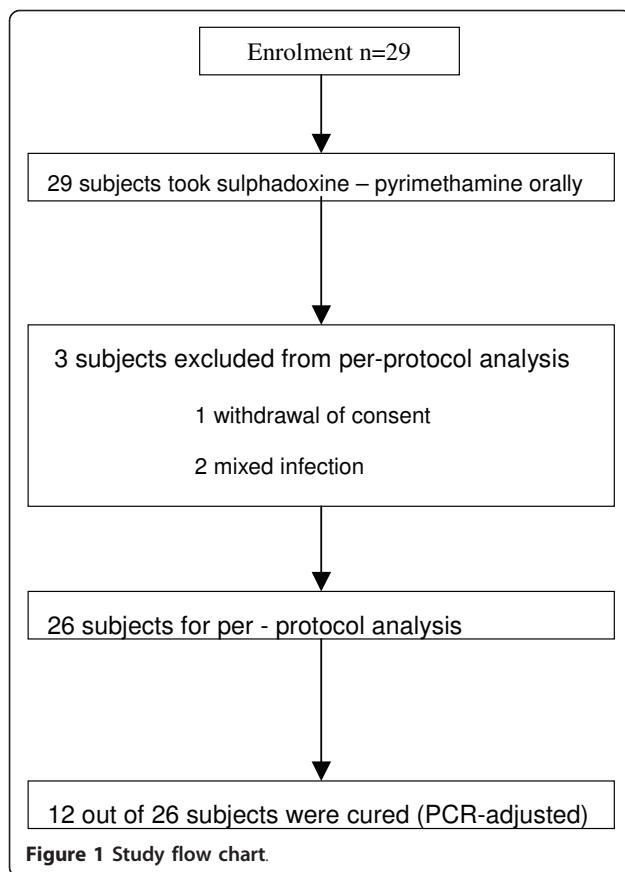 Enrolment n=29
29 subjects took sulphadoxine – pyrimethamine orally
3 subjects excluded from per-protocol analysis
1 withdrawal of consent
2 mixed infection
26 subjects for per - protocol analysis
12 out of 26 subjects were cured (PCR-adjusted)
Figure 1 Study flow chart.